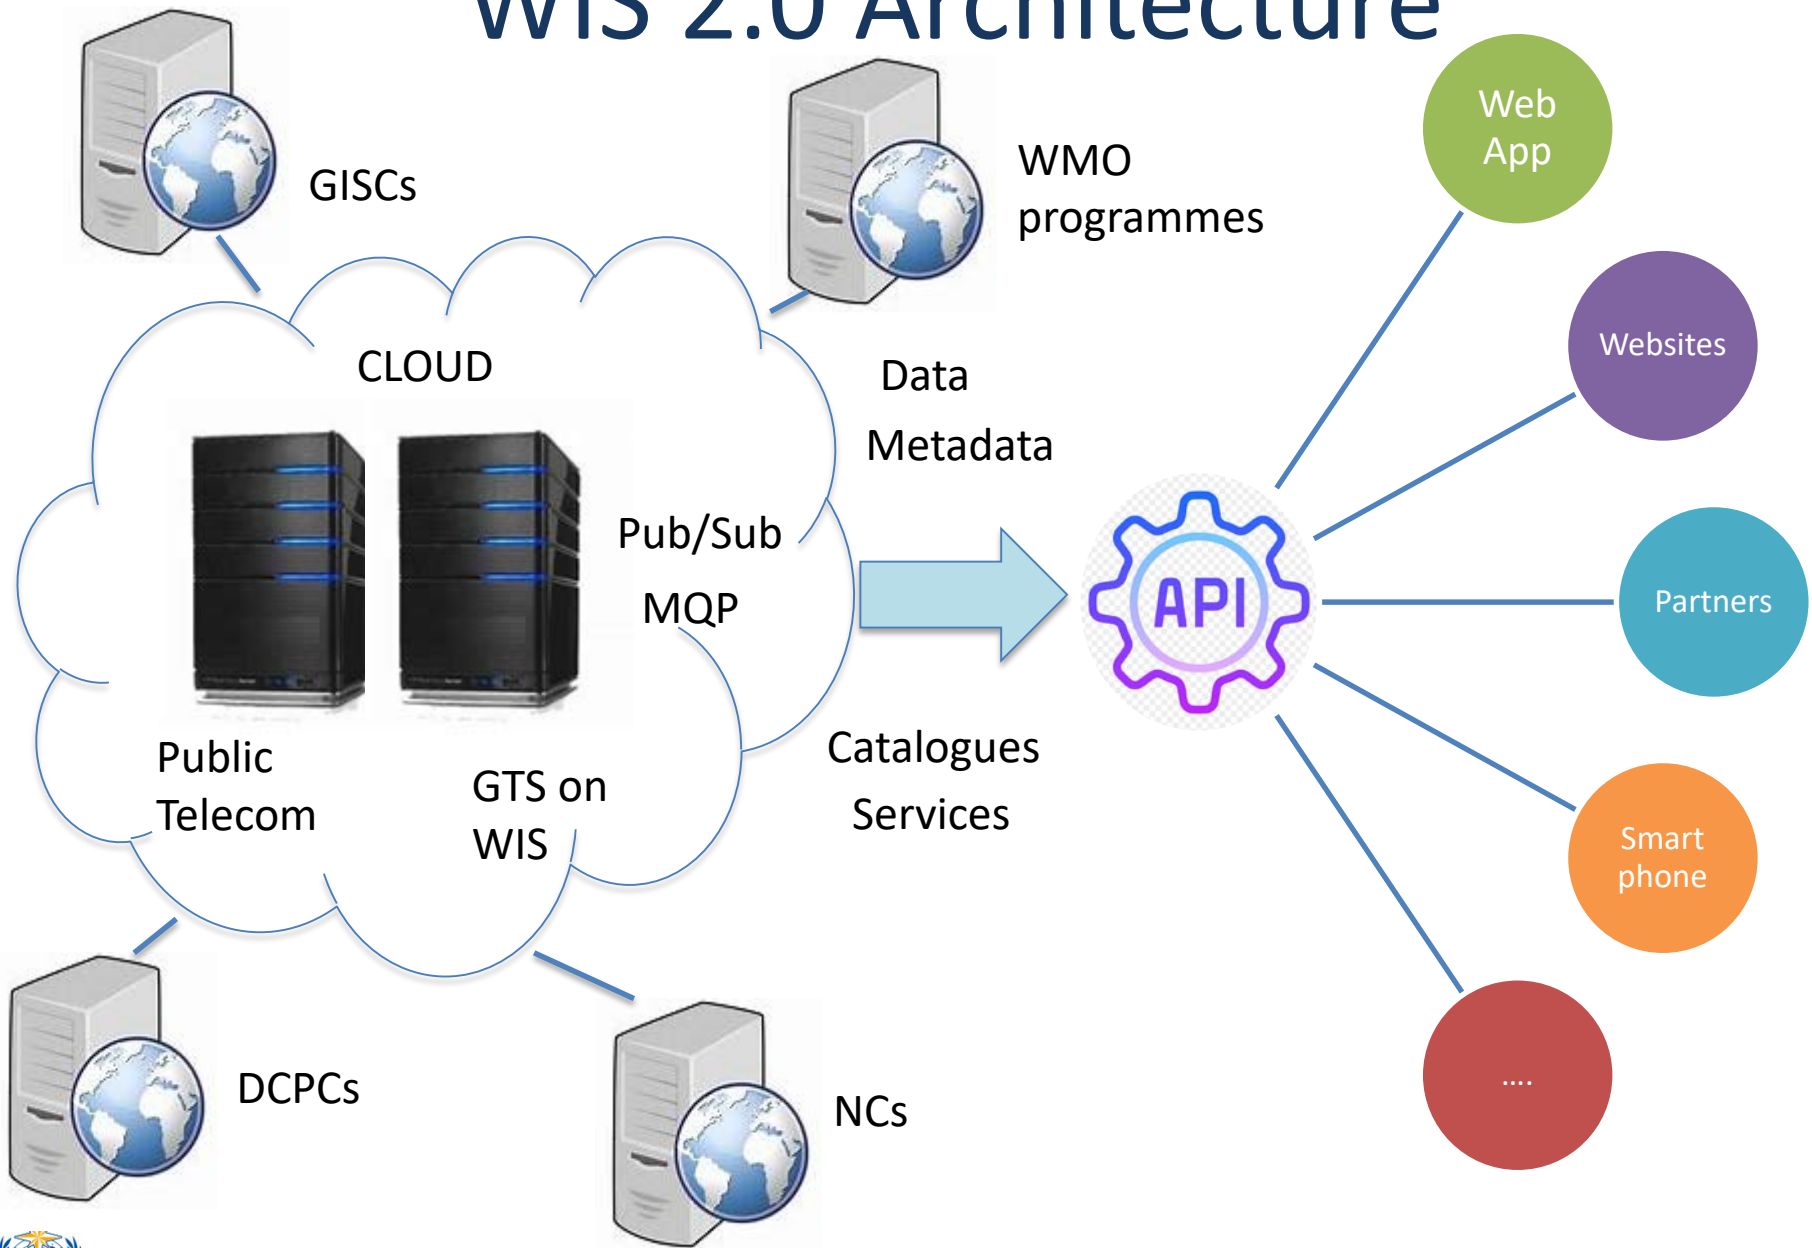 WIS 2.0 Architecture
GISCs
WMO
programmes
CLOUD
Data
Metadata
Pub/Sub
MQP
Public
Telecom
GTS on
WIS
Catalogues
Services
DCPCs
NCs
API
Web
App
Websites
Partners
Smart
phone
....